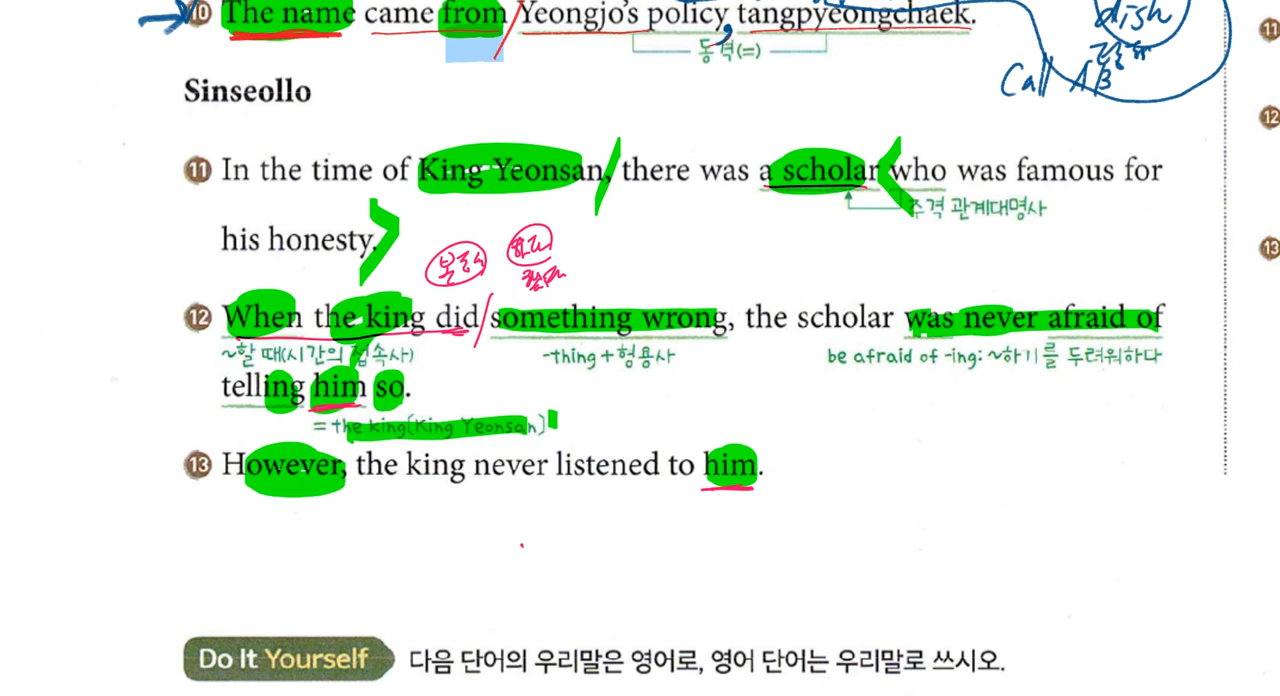 10 The name came from Yeongjo's policy, tangpyeongchaek.
dish
동격(=)
Call AB
Sinseollo
11 In the time of King Yeonsan, there was a scholar who was famous for
주격 관계대명사
his honesty.
12 When the king did something wrong, the scholar was never afraid of
~할 때(시간의 접속사) -thing+형용사 be afraid of -ing: ~하기를 두려워하다
telling him so.
= the king(King Yeonsan)
13 However, the king never listened to him.
Do It Yourself 다음 단어의 우리말은 영어로, 영어 단어는 우리말로 쓰시오.
11
12
13